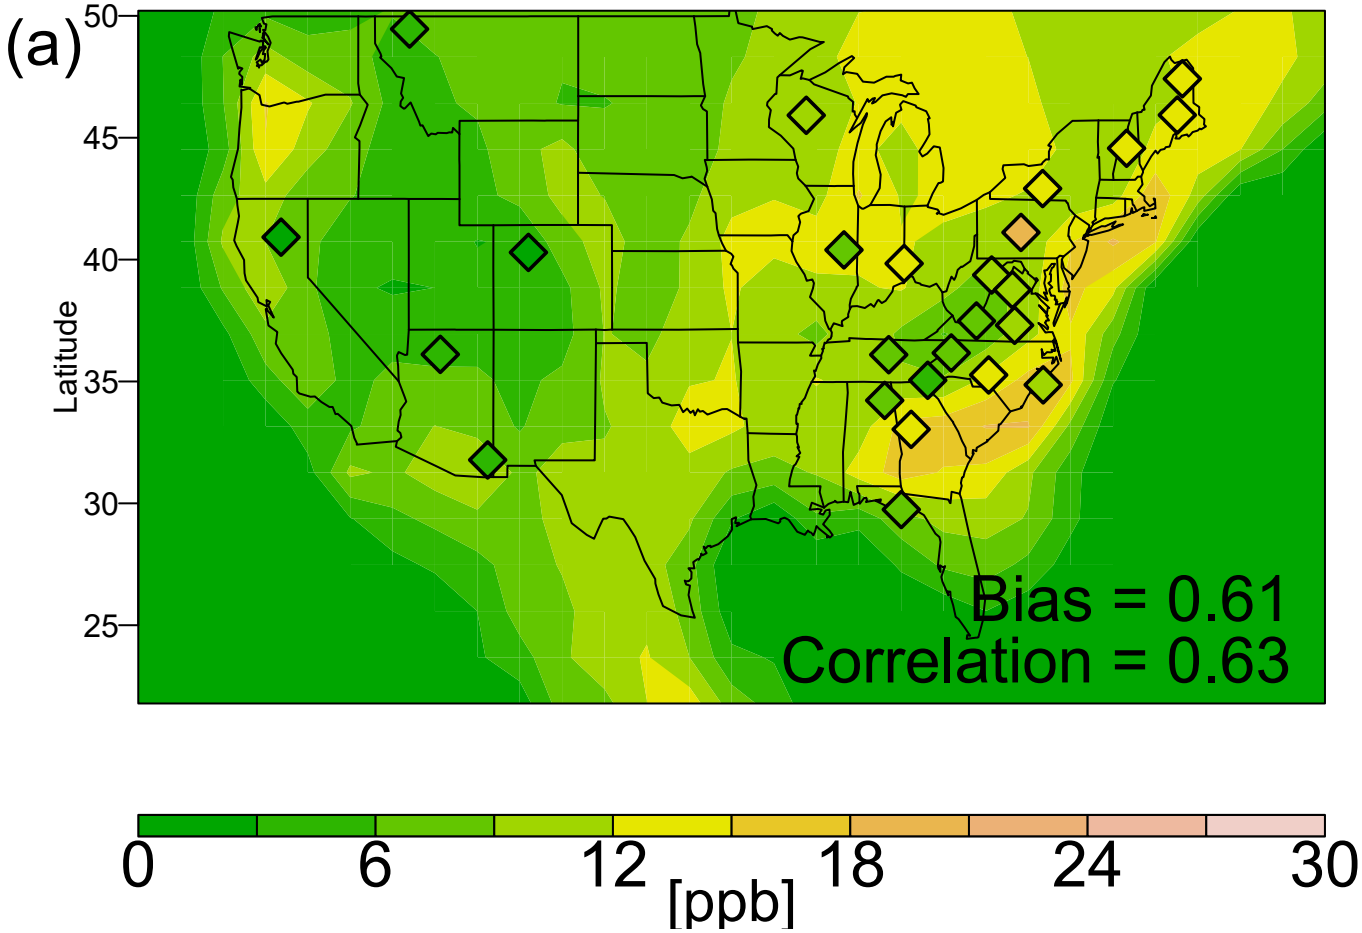 (a)
50
45
40
35
30
25
Latitude
Bias = 0.61
Correlation = 0.63
0 6 12 18 24 30
[ppb]